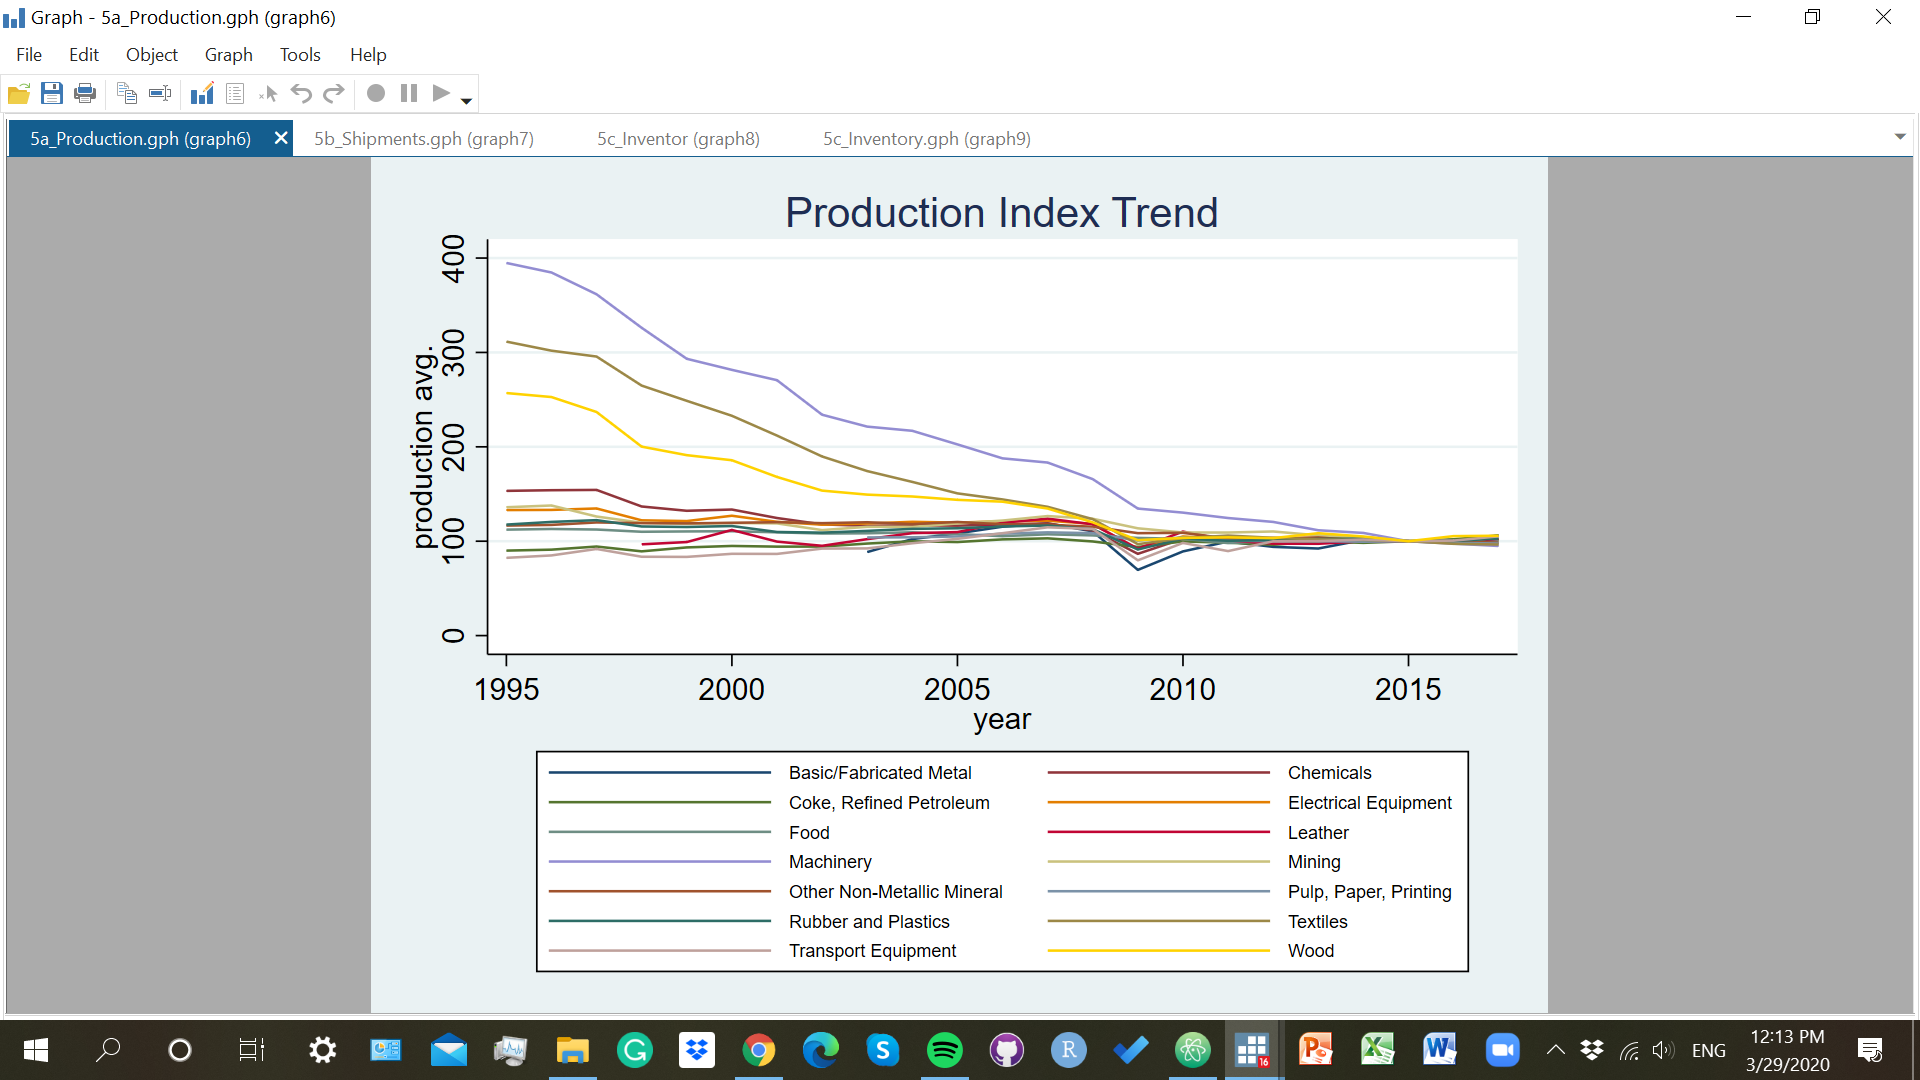 Graph - 5a_Production.gph (graph6)
File Edit Object Graph Tools Help
5a_Production.gph (graph6) 5b_Shipments.gph (graph7) 5c_Inventor (graph8) 5c_Inventory.gph (graph9)
Production Index Trend
production avg.
400
300
200
100
0
1995 2000 2005 2010 2015
year
Basic/Fabricated Metal Chemicals
Coke, Refined Petroleum Electrical Equipment
Food Leather
Machinery Mining
Other Non-Metallic Mineral Pulp, Paper, Printing
Rubber and Plastics Textiles
Transport Equipment Wood
G S R 16 P X W ENG 12:13 PM
3/29/2020